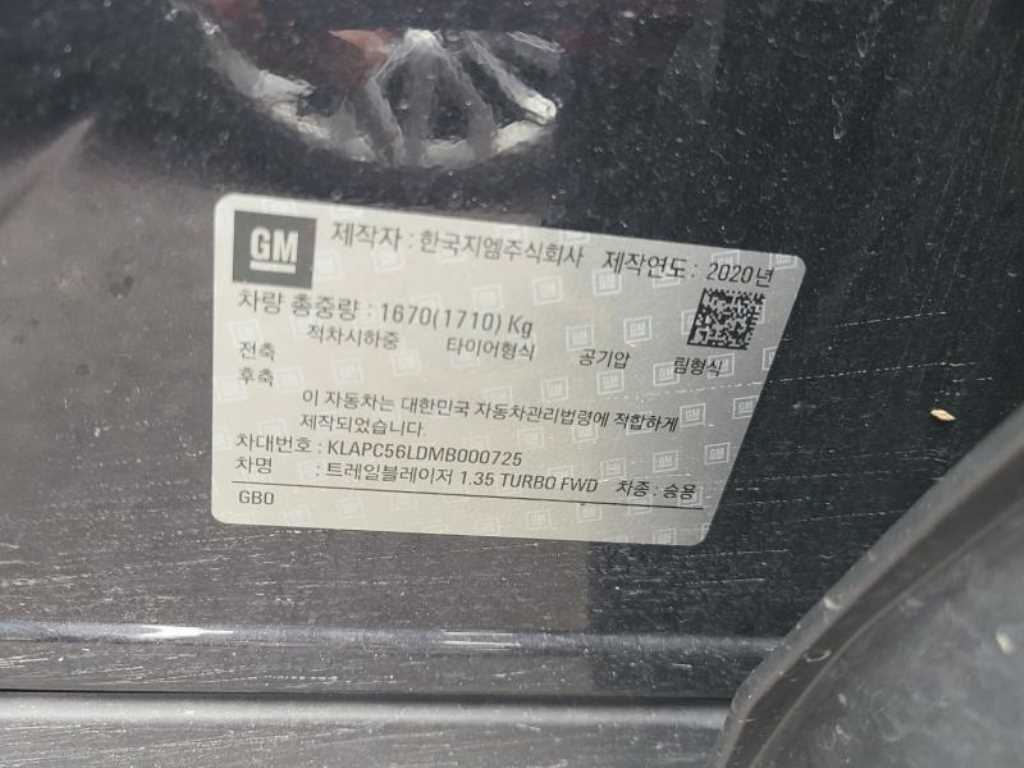 GM 제작자 : 한국지엠주식회사 제작연도 : 2020년
차량 총중량 : 1670(1710) Kg
적차시하중 타이어형식 공기압 림형식
전축
후축
이 자동차는 대한민국 자동차관리법령에 적합하게
제작되었습니다.
차대번호 : KLAPC56LDMB000725
차명 : 트레일블레이저 1.35 TURBO FWD 차종 : 승용
GB0